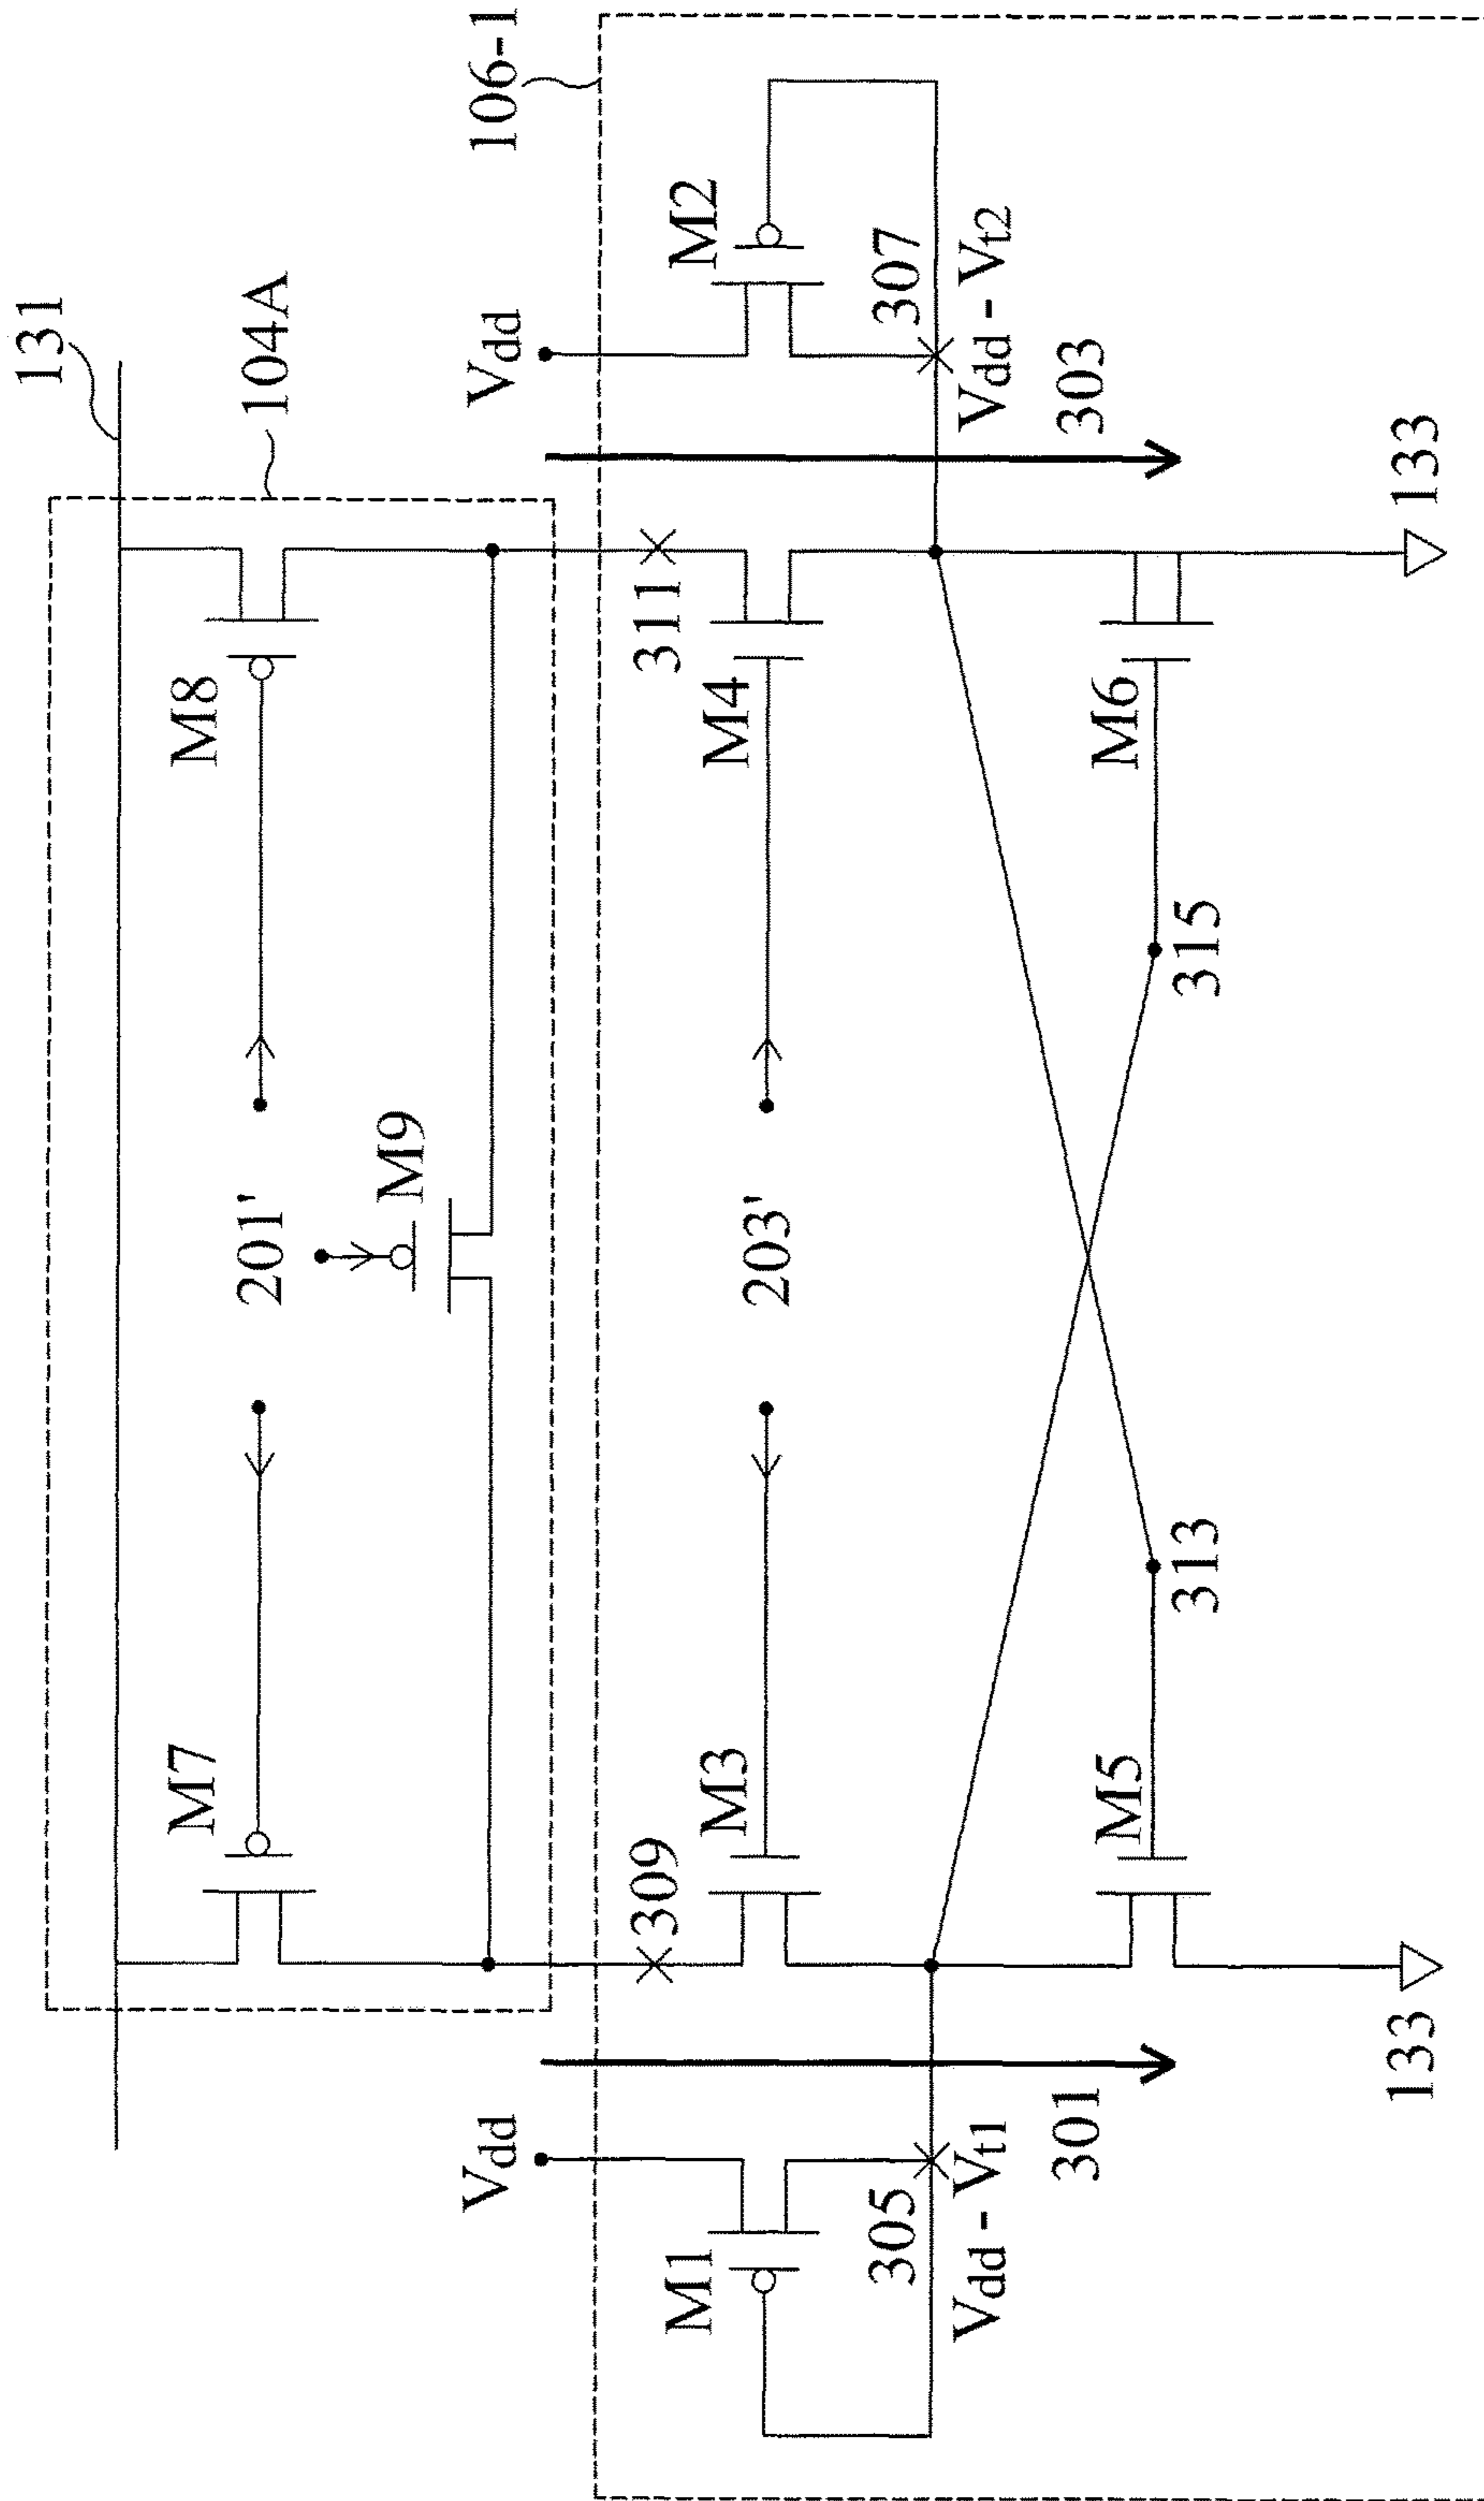 131
104A
106-1
M7
M8
201'
M9
Vdd
Vdd
309
311
M1
M3
203'
M4
M2
305
307
Vdd - Vt1
Vdd - Vt2
301
303
M5
M6
313
315
133
133